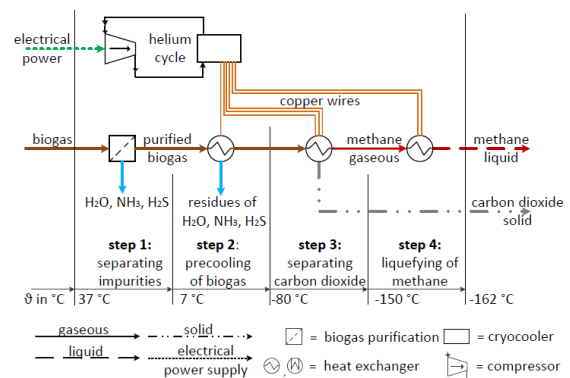 electrical
power
helium
cycle
copper wires
biogas
purified
biogas
methane
gaseous
methane
liquid
H2O, NH3, H2S
residues of
H2O, NH3, H2S
carbon dioxide
solid
step 1:
separating
impurities
step 2:
precooling
of biogas
step 3:
separating
carbon dioxide
step 4:
liquefying of
methane
ϑ in °C 37 °C 7 °C -80 °C -150 °C -162 °C
gaseous
solid
liquid
electrical
power supply
= biogas purification
= cryocooler
= heat exchanger
= compressor